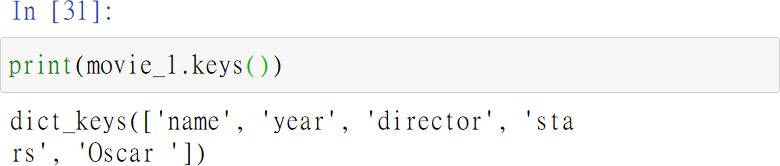 In [31]:
print(movie_1.keys())
dict_keys(['name', 'year', 'director', 'sta
rs', 'Oscar '])